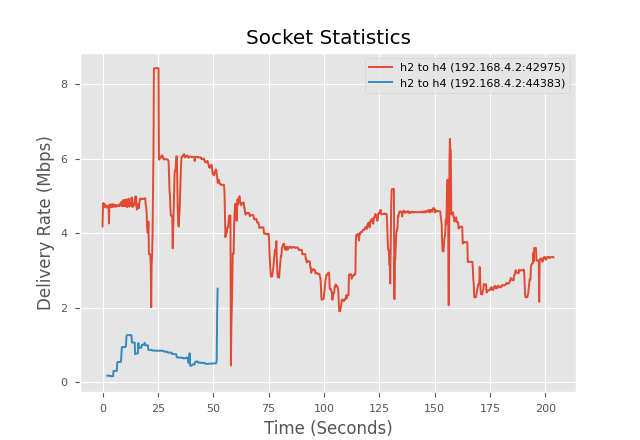 Socket Statistics
h2 to h4 (192.168.4.2:42975)
h2 to h4 (192.168.4.2:44383)
Delivery Rate (Mbps)
8
6
4
2
0
0 25 50 75 100 125 150 175 200
Time (Seconds)